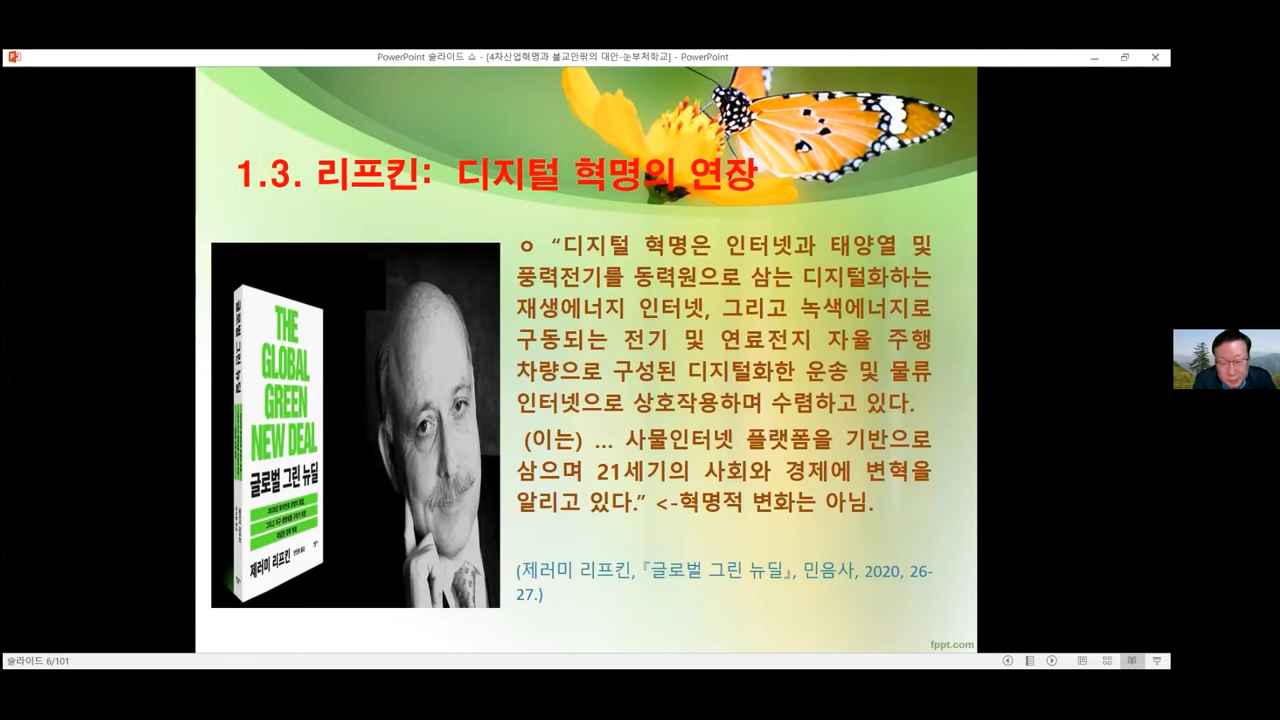 PowerPoint 슬라이드 쇼 - [4차산업혁명과 불교안팎의 대안-눈부처학교] - PowerPoint
1.3. 리프킨: 디지털 혁명의 연장
ㅇ “디지털 혁명은 인터넷과 태양열 및
풍력전기를 동력원으로 삼는 디지털화하는
재생에너지 인터넷, 그리고 녹색에너지로
구동되는 전기 및 연료전지 자율 주행
차량으로 구성된 디지털화한 운송 및 물류
인터넷으로 상호작용하며 수렴하고 있다.
(이는) ... 사물인터넷 플랫폼을 기반으로
삼으며 21세기의 사회와 경제에 변혁을
알리고 있다.” <-혁명적 변화는 아님.
(제러미 리프킨, 『글로벌 그린 뉴딜』, 민음사, 2020, 26-
27.)
글로벌 그린 뉴딜
THE
GLOBAL
GREEN
NEW DEAL
글로벌 그린 뉴딜
제러미 리프킨
fppt.com
슬라이드 6/101